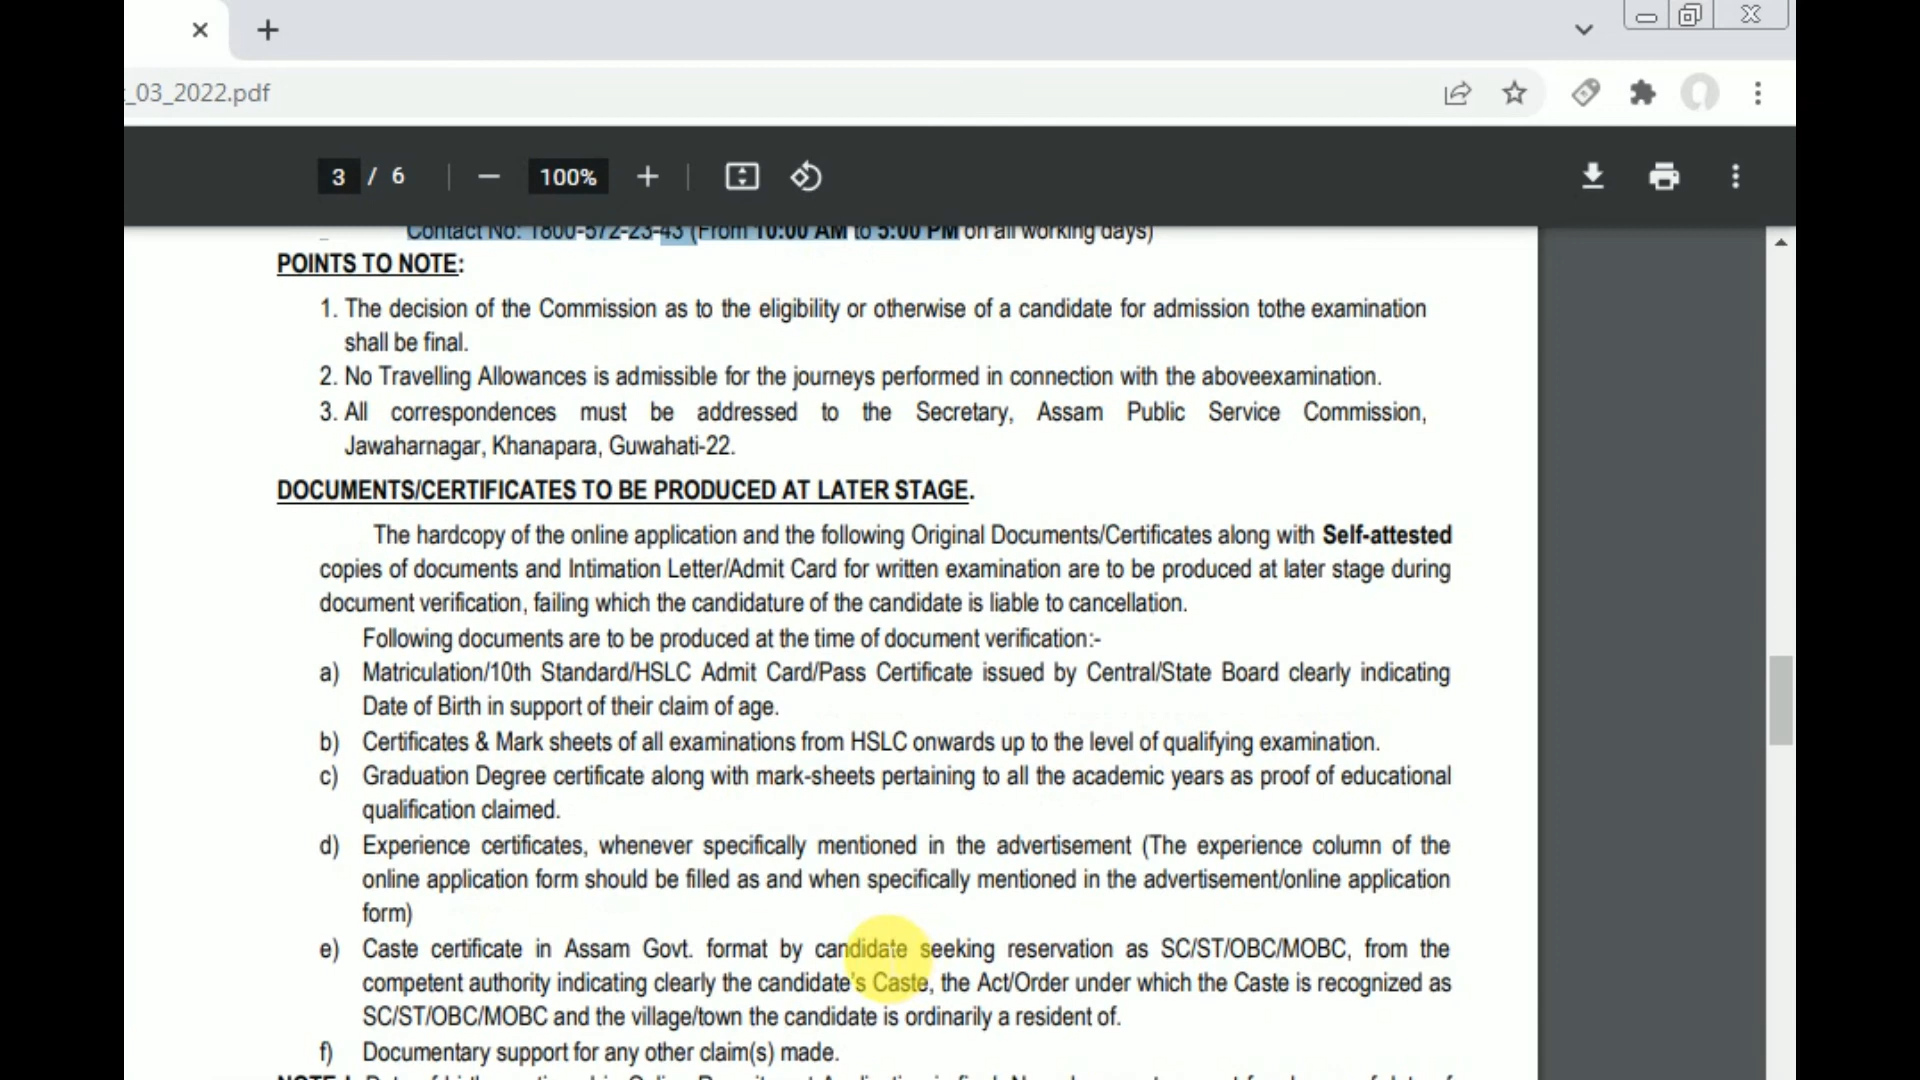 _03_2022.pdf
3 / 6 100%
Contact No: 1800-572-23-43 (From 10:00 AM to 5:00 PM on all working days)
POINTS TO NOTE:
1. The decision of the Commission as to the eligibility or otherwise of a candidate for admission tothe examination
shall be final.
2. No Travelling Allowances is admissible for the journeys performed in connection with the aboveexamination.
3. All correspondences must be addressed to the Secretary, Assam Public Service Commission,
Jawaharnagar, Khanapara, Guwahati-22.
DOCUMENTS/CERTIFICATES TO BE PRODUCED AT LATER STAGE.
The hardcopy of the online application and the following Original Documents/Certificates along with Self-attested
copies of documents and Intimation Letter/Admit Card for written examination are to be produced at later stage during
document verification, failing which the candidature of the candidate is liable to cancellation.
Following documents are to be produced at the time of document verification:-
a) Matriculation/10th Standard/HSLC Admit Card/Pass Certificate issued by Central/State Board clearly indicating
Date of Birth in support of their claim of age.
b) Certificates & Mark sheets of all examinations from HSLC onwards up to the level of qualifying examination.
c) Graduation Degree certificate along with mark-sheets pertaining to all the academic years as proof of educational
qualification claimed.
d) Experience certificates, whenever specifically mentioned in the advertisement (The experience column of the
online application form should be filled as and when specifically mentioned in the advertisement/online application
form)
e) Caste certificate in Assam Govt. format by candidate seeking reservation as SC/ST/OBC/MOBC, from the
competent authority indicating clearly the candidate's Caste, the Act/Order under which the Caste is recognized as
SC/ST/OBC/MOBC and the village/town the candidate is ordinarily a resident of.
f) Documentary support for any other claim(s) made.